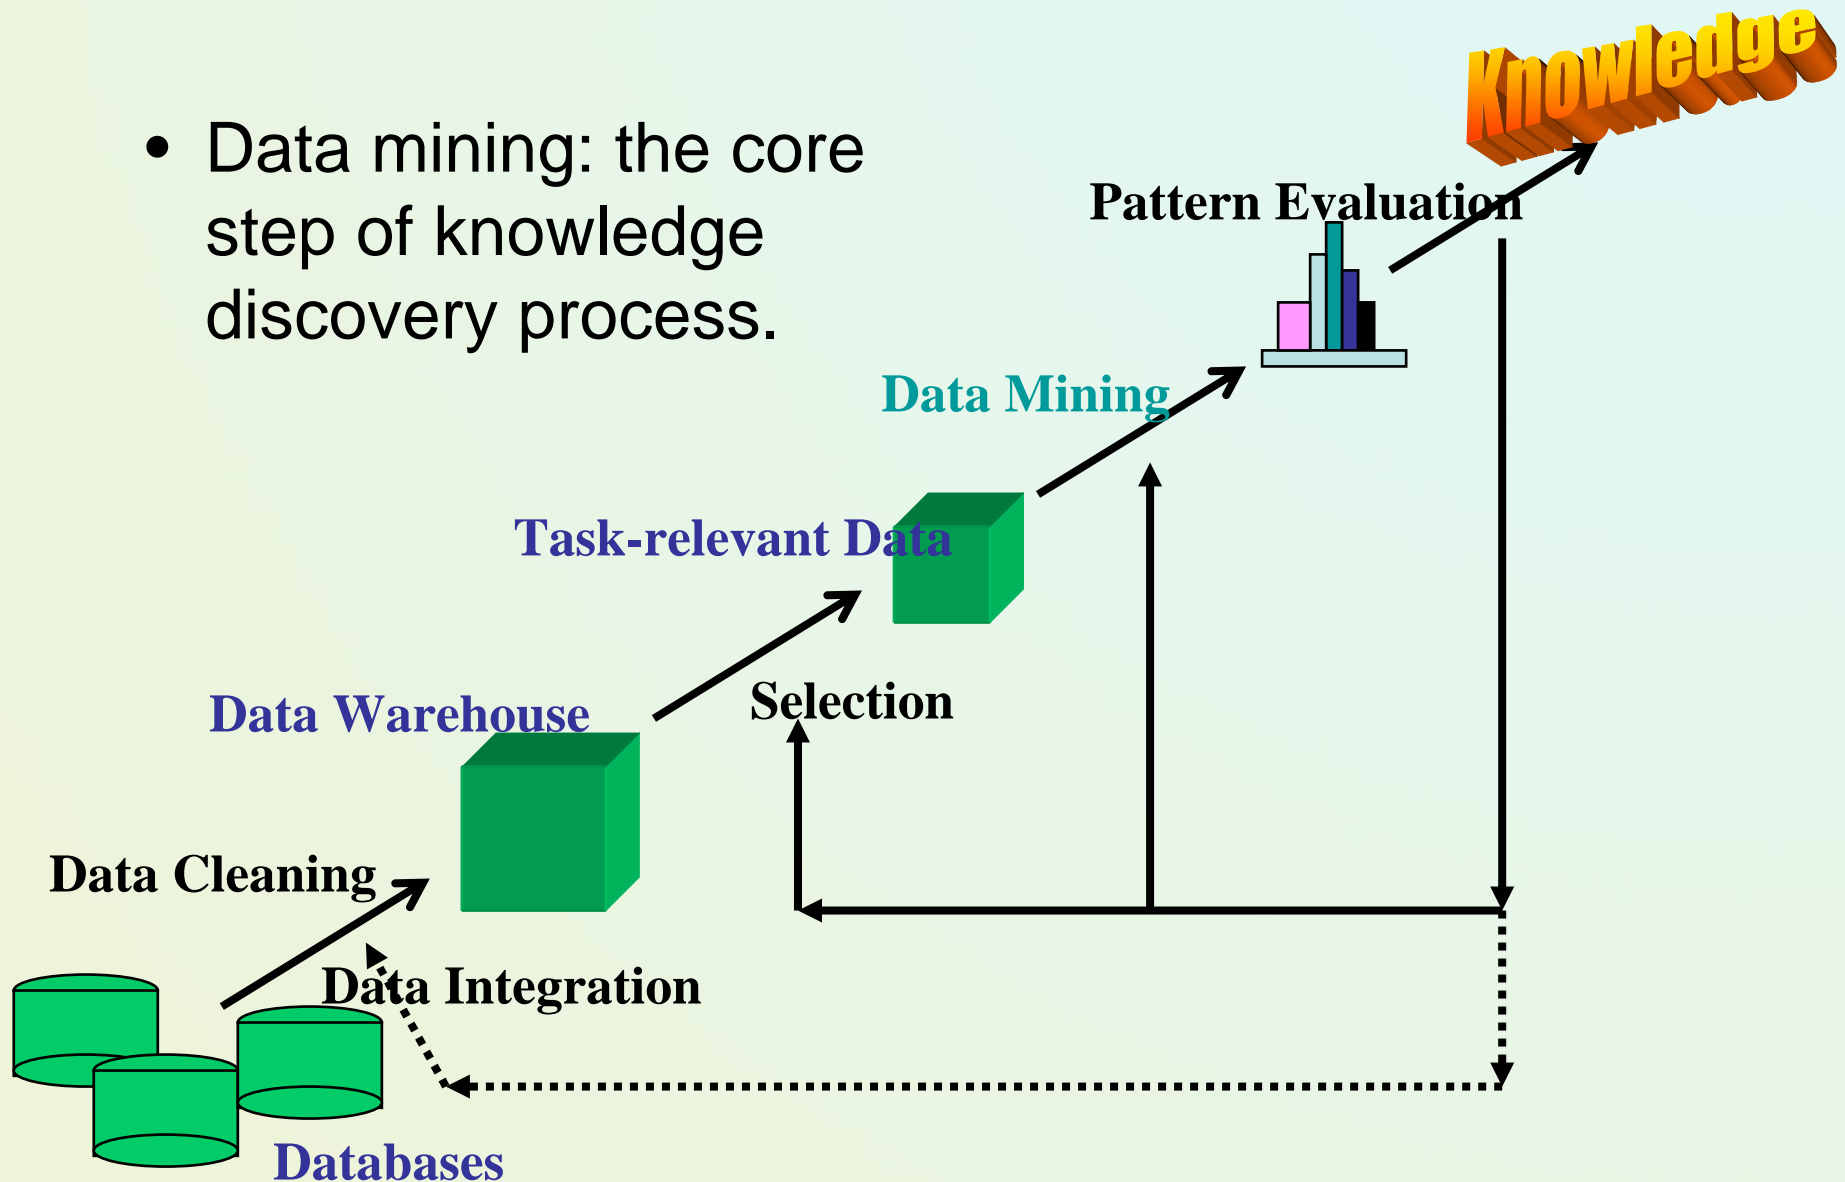 Knowledge
• Data mining: the core
step of knowledge
discovery process.
Pattern Evaluation
Data Mining
Task-relevant Data
Selection
Data Warehouse
Data Cleaning
Data Integration
Databases